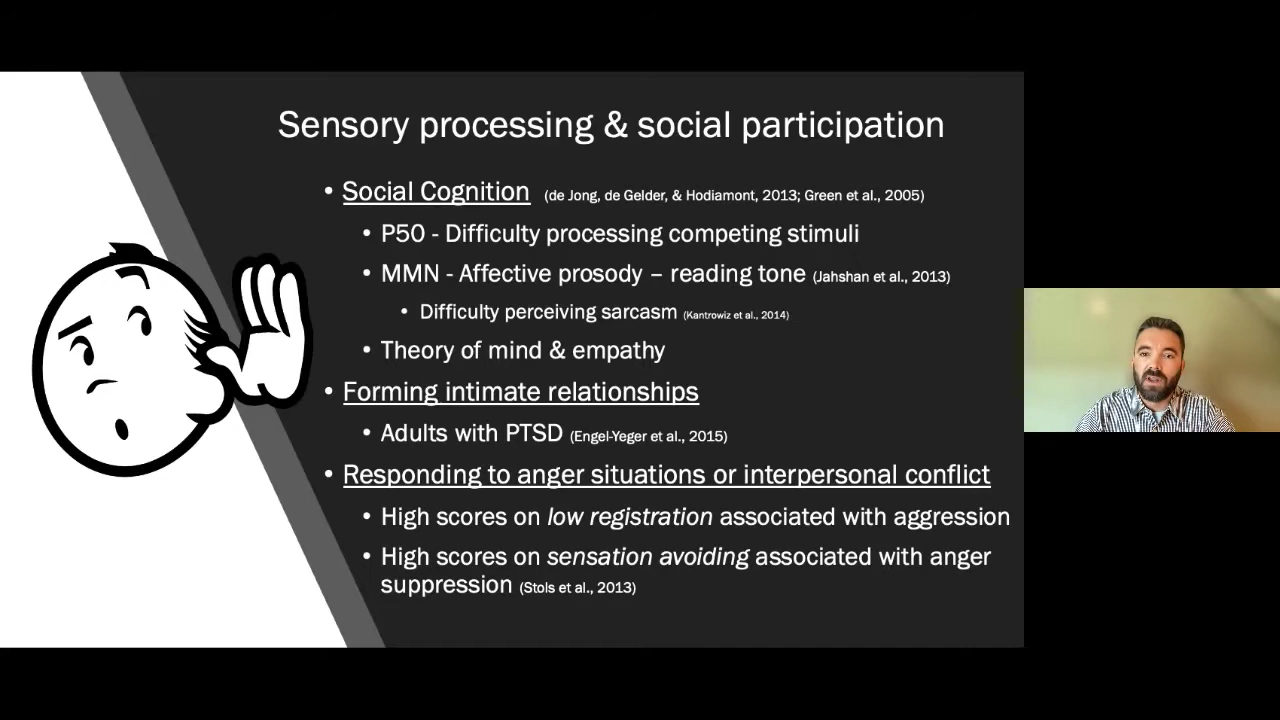 Sensory processing & social participation
• Social Cognition (de Jong, de Gelder, & Hodiamont, 2013; Green et al., 2005)
• P50 - Difficulty processing competing stimuli
• MMN - Affective prosody – reading tone (Jahshan et al., 2013)
• Difficulty perceiving sarcasm (Kantrowiz et al., 2014)
• Theory of mind & empathy
• Forming intimate relationships
• Adults with PTSD (Engel-Yeger et al., 2015)
• Responding to anger situations or interpersonal conflict
• High scores on low registration associated with aggression
• High scores on sensation avoiding associated with anger
suppression (Stols et al., 2013)